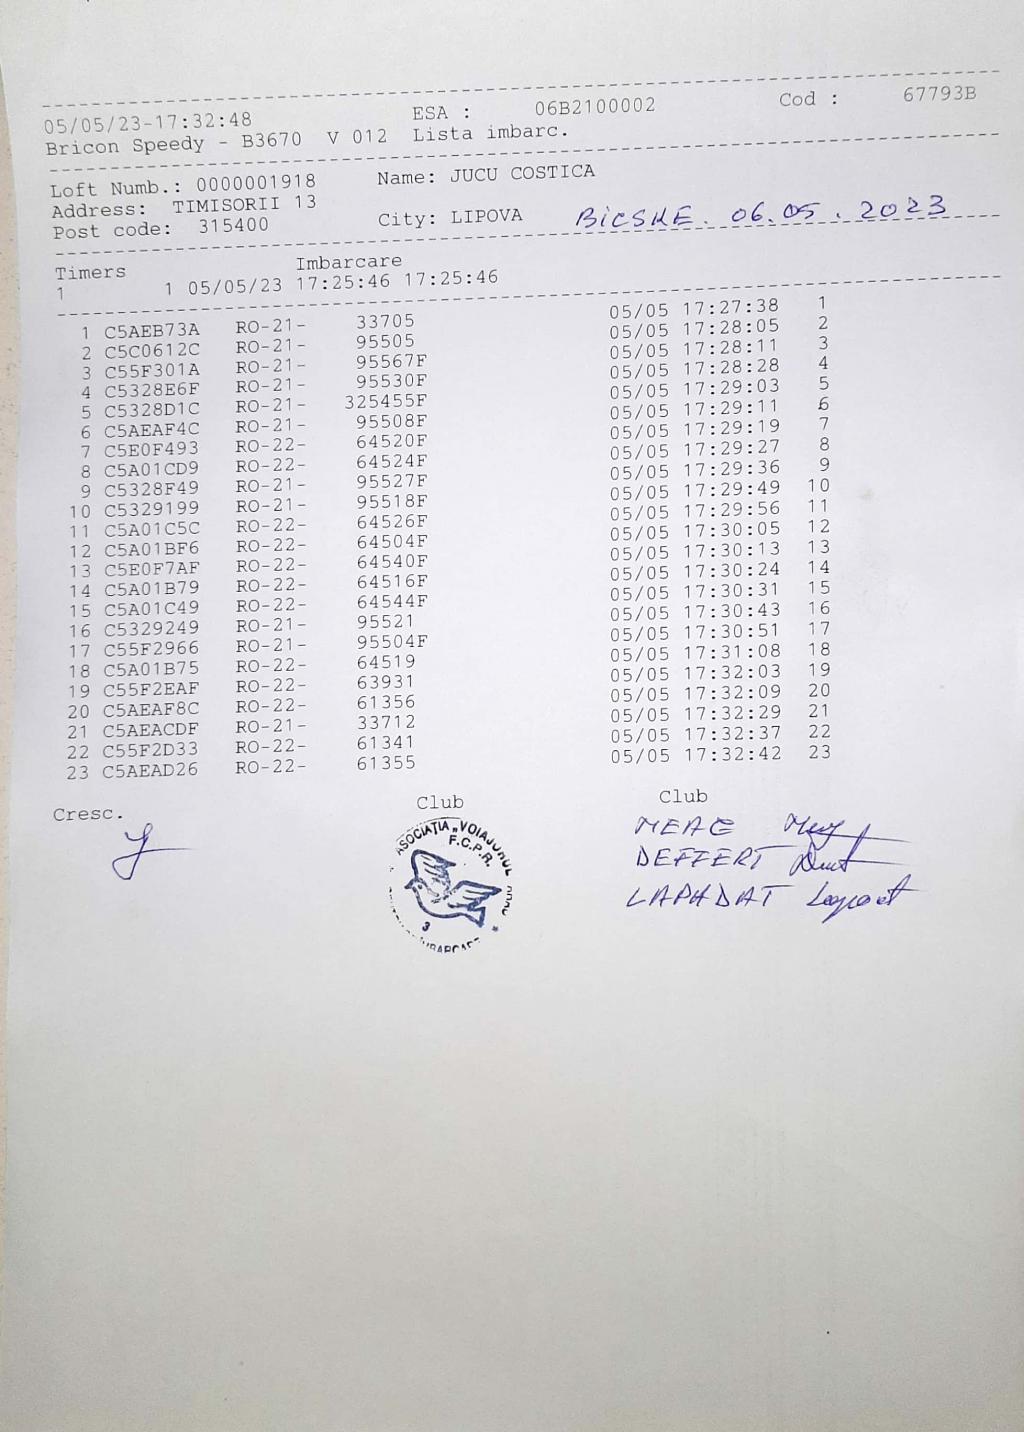 05/05/23-17:32:48 ESA : 06B2100002 Cod : 67793B
Bricon Speedy - B3670 V 012 Lista imbarc.
Loft Numb.: 0000001918 Name: JUCU COSTICA
Address: TIMISORII 13
Post code: 315400 City: LIPOVA BICSKE. 06.05.2023
Timers Imbarcare
1 1 05/05/23 17:25:46 17:25:46
1 C5AEB73A RO-21- 33705 05/05 17:27:38 1
2 C5C0612C RO-21- 95505 05/05 17:28:05 2
3 C55F301A RO-21- 95567F 05/05 17:28:11 3
4 C5328E6F RO-21- 95530F 05/05 17:28:28 4
5 C5328D1C RO-21- 325455F 05/05 17:29:03 5
6 C5AEAF4C RO-21- 95508F 05/05 17:29:11 6
7 C5E0F493 RO-22- 64520F 05/05 17:29:19 7
8 C5A01CD9 RO-22- 64524F 05/05 17:29:27 8
9 C5328F49 RO-21- 95527F 05/05 17:29:36 9
10 C5329199 RO-21- 95518F 05/05 17:29:49 10
11 C5A01C5C RO-22- 64526F 05/05 17:29:56 11
12 C5A01BF6 RO-22- 64504F 05/05 17:30:05 12
13 C5E0F7AF RO-22- 64540F 05/05 17:30:13 13
14 C5A01B79 RO-22- 64516F 05/05 17:30:24 14
15 C5A01C49 RO-22- 64544F 05/05 17:30:31 15
16 C5329249 RO-21- 95521 05/05 17:30:43 16
17 C55F2966 RO-21- 95504F 05/05 17:30:51 17
18 C5A01B75 RO-22- 64519 05/05 17:31:08 18
19 C55F2EAF RO-22- 63931 05/05 17:32:03 19
20 C5AEAF8C RO-22- 61356 05/05 17:32:09 20
21 C5AEACDF RO-21- 33712 05/05 17:32:29 21
22 C55F2D33 RO-22- 61341 05/05 17:32:37 22
23 C5AEAD26 RO-22- 61355 05/05 17:32:42 23
Cresc. Club Club
ASOCIAȚIA „VOIAJORUL
F.C.P.R.
3
DEFFERT
LAPADAT